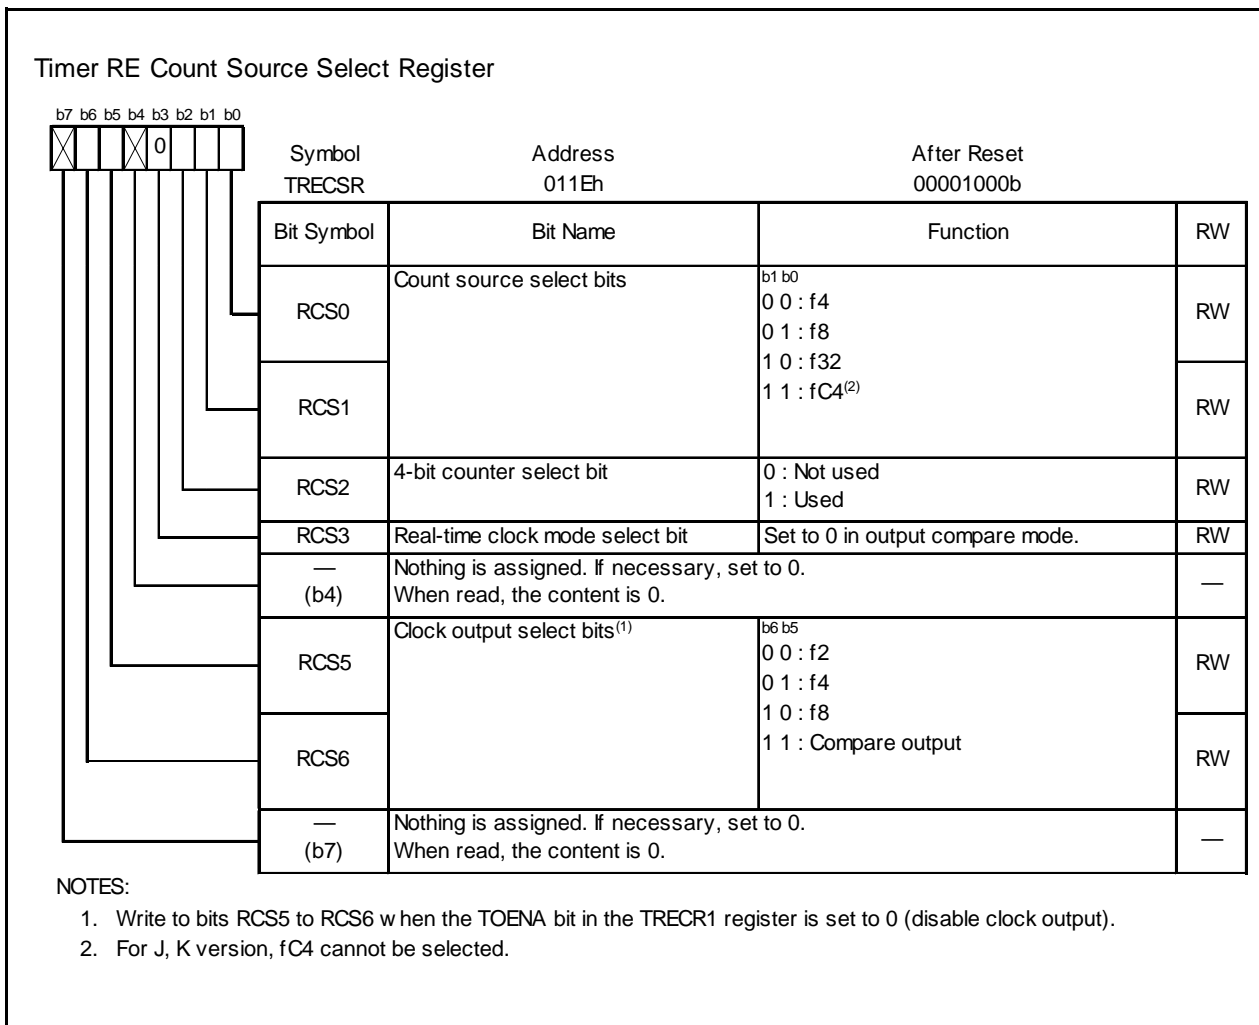 Timer RE Count Source Select Register
b7 b6 b5 b4 b3 b2 b1 b0
0
Symbol Address After Reset
TRECSR 011Eh 00001000b
Bit Symbol Bit Name Function RW
RCS0 Count source select bits b1 b0 RW
0 0 : f4
0 1 : f8
1 0 : f32
RCS1 1 1 : fC4(2) RW
RCS2 4-bit counter select bit 0 : Not used RW
1 : Used
RCS3 Real-time clock mode select bit Set to 0 in output compare mode. RW
— Nothing is assigned. If necessary, set to 0. —
(b4) When read, the content is 0.
RCS5 Clock output select bits(1) b6 b5 RW
0 0 : f2
0 1 : f4
1 0 : f8
RCS6 1 1 : Compare output RW
— Nothing is assigned. If necessary, set to 0. —
(b7) When read, the content is 0.
NOTES:
1. Write to bits RCS5 to RCS6 w hen the TOENA bit in the TRECR1 register is set to 0 (disable clock output).
2. For J, K version, fC4 cannot be selected.